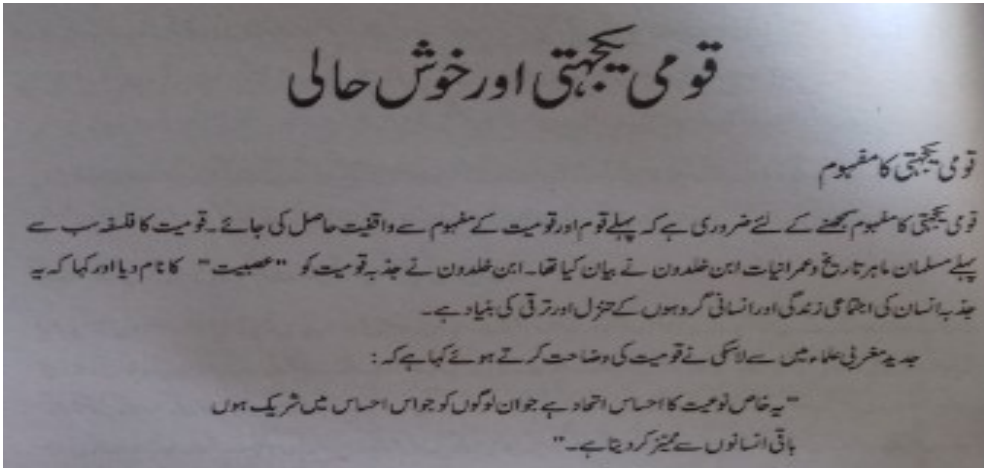 قومی یکجہتی اور خوش حالی
قومی یکجہتی کا مفہوم
قومی یکجہتی کا مفہوم سمجھنے کے لئے ضروری ہے کہ پہلے قوم اور قومیت کے مفہوم سے واقفیت حاصل کی جائے۔ قومیت کا فلسفہ سب سے
پہلے مسلمان ماہر تاریخ و عمرانیات ابن خلدون نے بیان کیا تھا۔ ابن خلدون نے جذبہ قومیت کو "عصبیت" کا نام دیا اور کہا کہ یہ
جذبہ انسان کی اجتماعی زندگی اور انسانی گروہوں کے تنزل اور ترقی کی بنیاد ہے۔
جدید مغربی علماء میں سے لاسکی نے قومیت کی وضاحت کرتے ہوئے کہا ہے کہ:
"یہ خاص نوعیت کا احساس اتحاد ہے جو ان لوگوں کو جو اس احساس میں شریک ہوں
باقی انسانوں سے ممیز کر دیتا ہے۔"